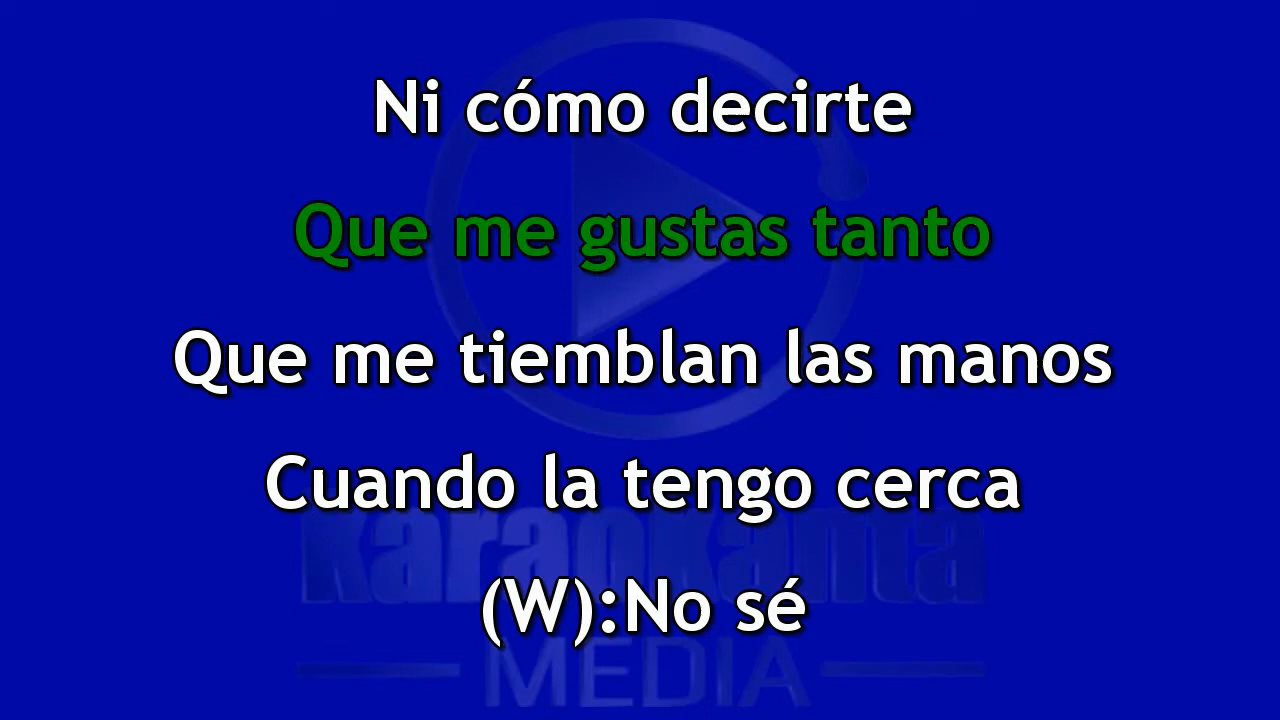 Ni cómo decirte
Que me gustas tanto
Que me tiemblan las manos
Cuando la tengo cerca
Karaokanta
(W):No sé
MEDIA